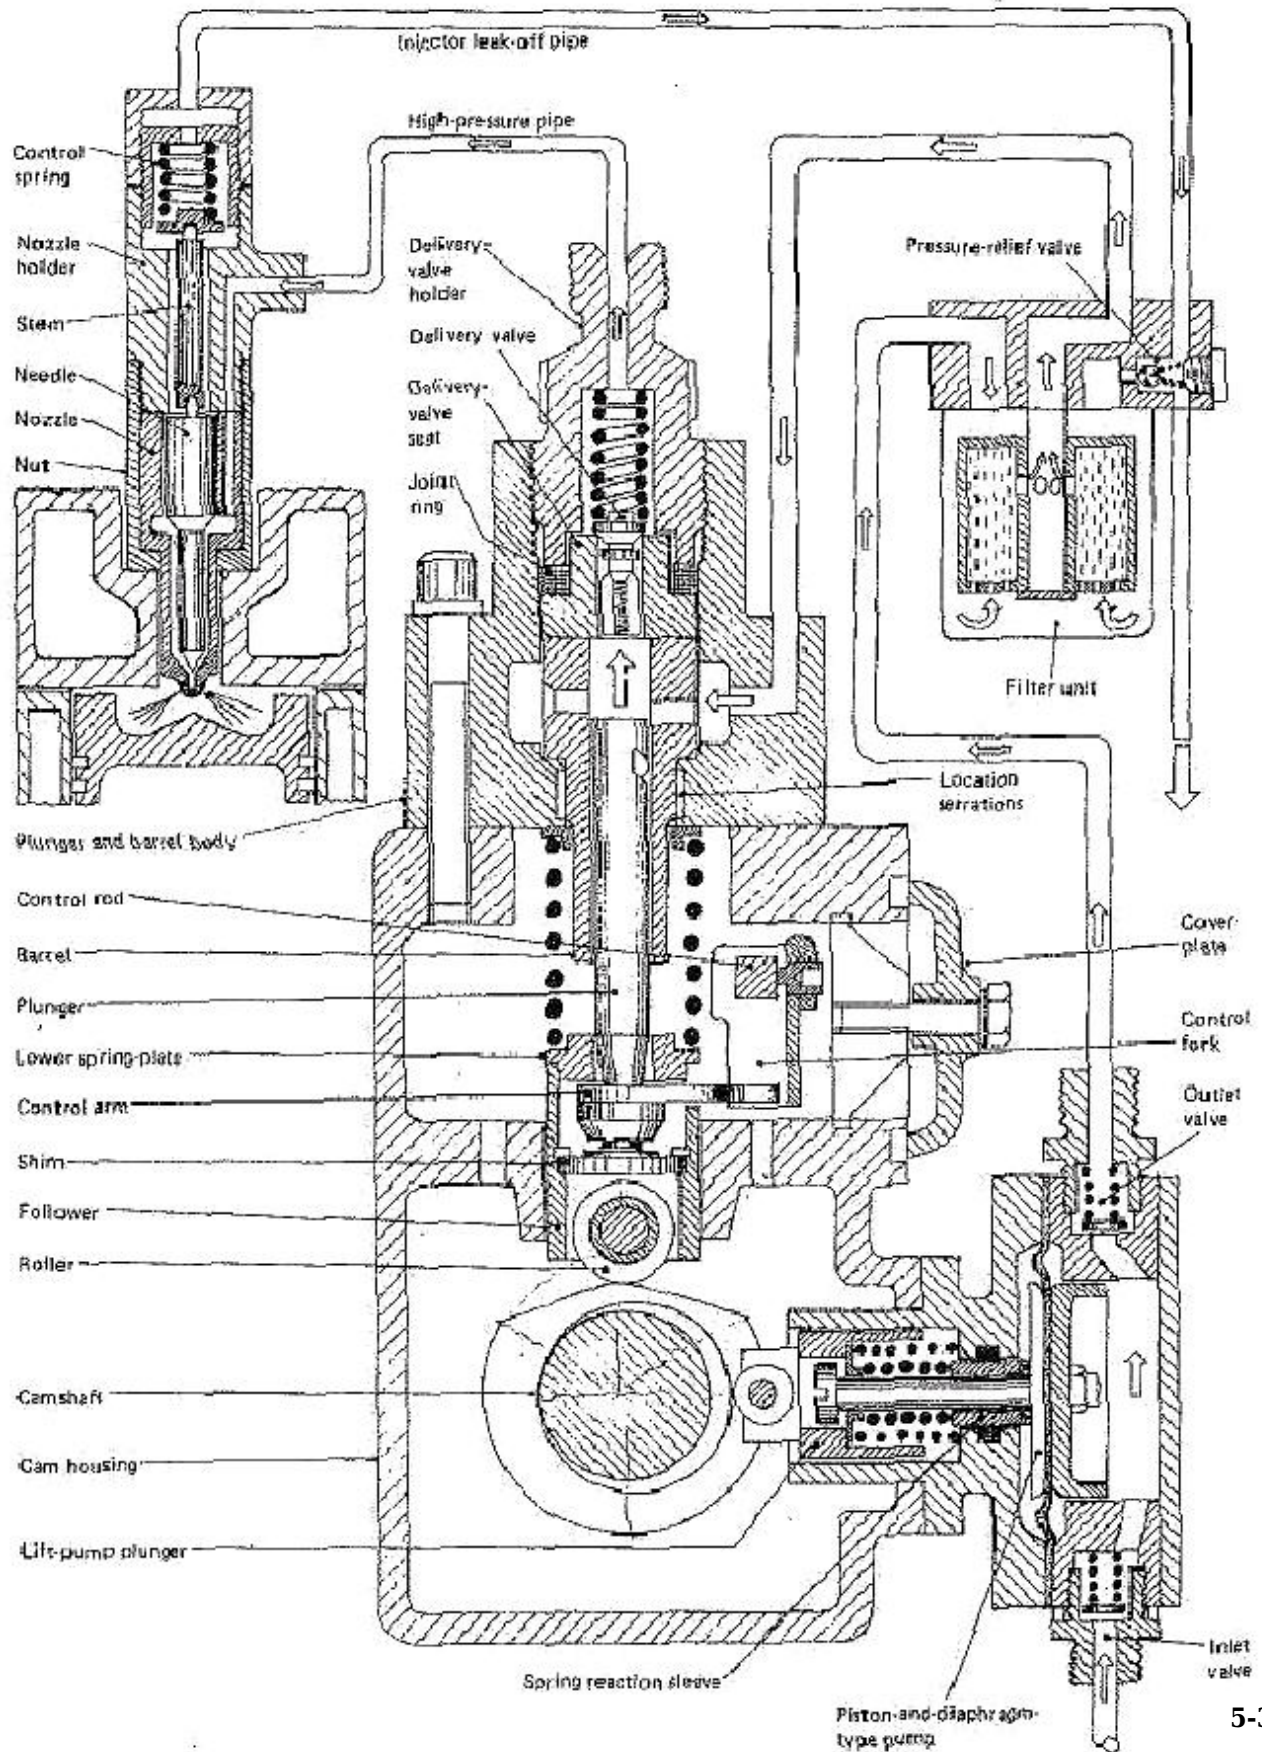 Injector leak-off pipe
High-pressure pipe
Control
spring
Nozzle
holder
Stem
Needle
Nozzle
Nut
Delivery-
valve
holder
Delivery valve
Delivery-
valve
seat
Joint
ring
Pressure-relief valve
Filter unit
Location
serrations
Plunger and barrel body
Control rod
Barrel
Plunger
Lower spring-plate
Control arm
Shim
Follower
Roller
Camshaft
Cam housing
Lift-pump plunger
Cover-
plate
Control
fork
Outlet
valve
Inlet
valve
Spring reaction sleeve
Piston-and-diaphragm-
type pump
5-3